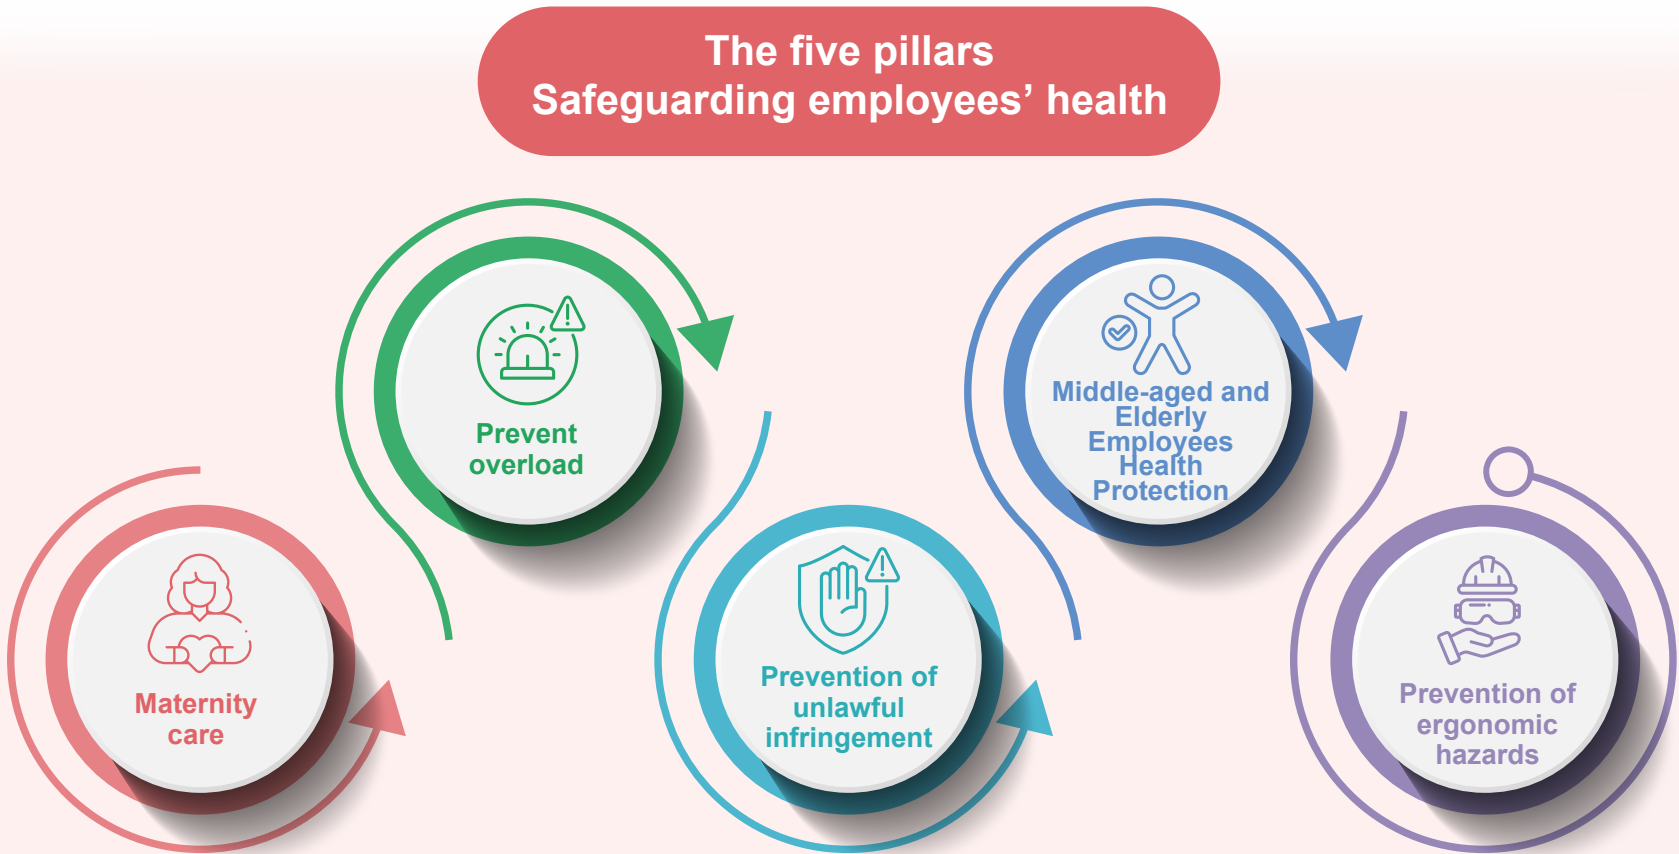 The five pillars
Safeguarding employees’ health
Maternity
care
Prevent
overload
Prevention of
unlawful
infringement
Middle-aged and
Elderly
Employees
Health
Protection
Prevention of
ergonomic
hazards